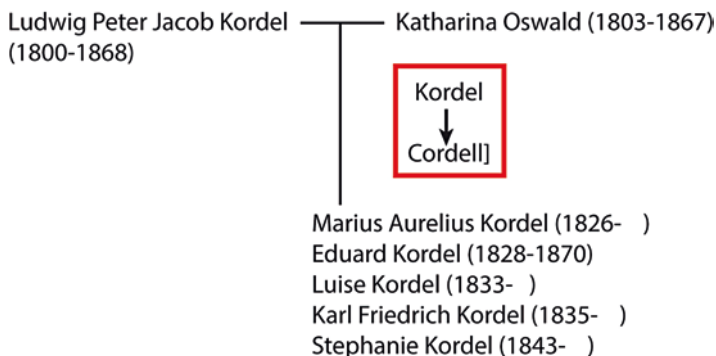 Ludwig Peter Jacob Kordel
(1800-1868)
Katharina Oswald (1803-1867)
Kordel
Cordell]
Marius Aurelius Kordel (1826-   )
Eduard Kordel (1828-1870)
Luise Kordel (1833-   )
Karl Friedrich Kordel (1835-   )
Stephanie Kordel (1843-   )